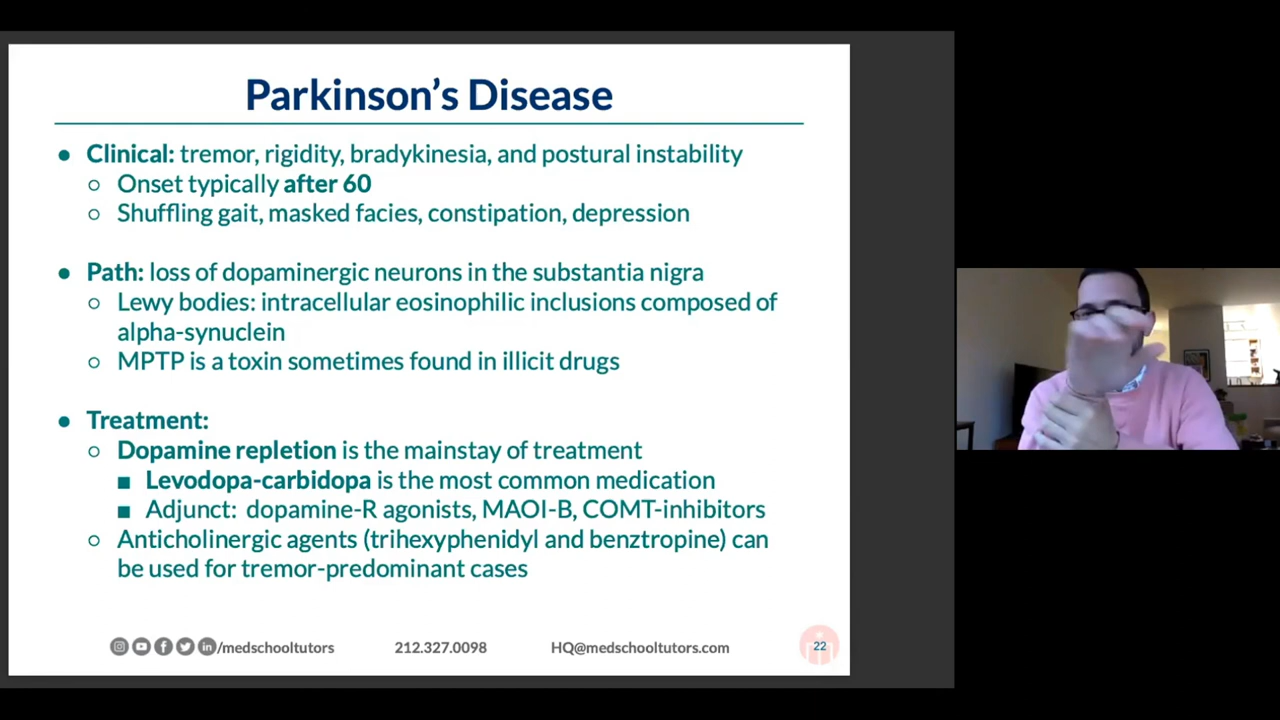 Parkinson’s Disease
● Clinical: tremor, rigidity, bradykinesia, and postural instability
○ Onset typically after 60
○ Shuffling gait, masked facies, constipation, depression
● Path: loss of dopaminergic neurons in the substantia nigra
○ Lewy bodies: intracellular eosinophilic inclusions composed of
alpha-synuclein
○ MPTP is a toxin sometimes found in illicit drugs
● Treatment:
○ Dopamine repletion is the mainstay of treatment
■ Levodopa-carbidopa is the most common medication
■ Adjunct: dopamine-R agonists, MAOI-B, COMT-inhibitors
○ Anticholinergic agents (trihexyphenidyl and benztropine) can
be used for tremor-predominant cases
/medschooltutors 212.327.0098 HQ@medschooltutors.com 22